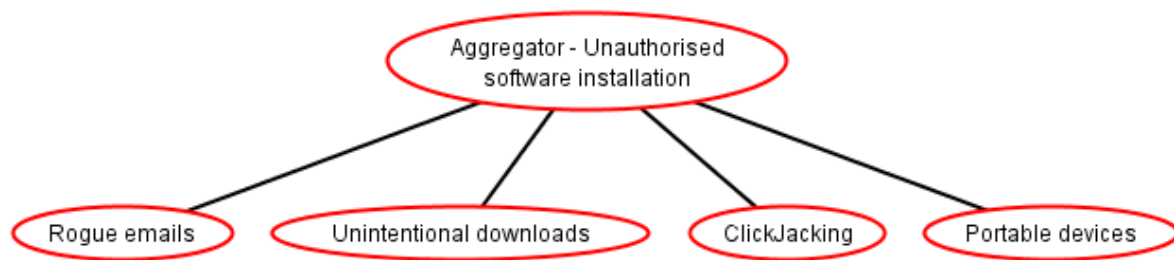 Aggregator - Unauthorised
software installation
Rogue emails
Unintentional downloads
ClickJacking
Portable devices